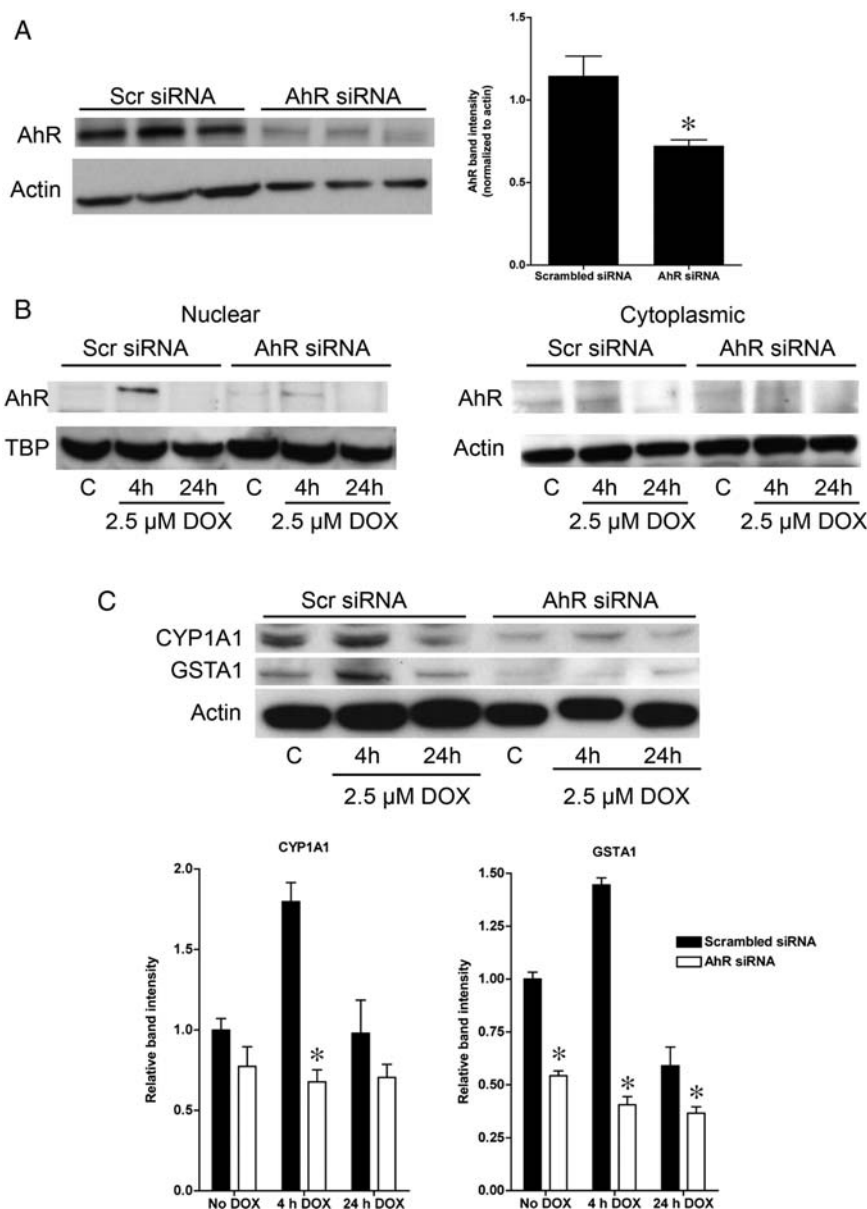 A
Scr siRNA AhR siRNA
AhR
Actin
1.5
1.0
0.5
0.0
AhR band intensity
(normalized to actin)
*
Scrambled siRNA AhR siRNA
B
Nuclear
Scr siRNA AhR siRNA
AhR
TBP
C 4h 24h C 4h 24h
2.5 µM DOX 2.5 µM DOX
Cytoplasmic
Scr siRNA AhR siRNA
AhR
Actin
C 4h 24h C 4h 24h
2.5 µM DOX 2.5 µM DOX
C
Scr siRNA AhR siRNA
CYP1A1
GSTA1
Actin
C 4h 24h C 4h 24h
2.5 µM DOX 2.5 µM DOX
CYP1A1
2.0
1.5
1.0
0.5
0.0
Relative band intensity
*
No DOX 4 h DOX 24 h DOX
GSTA1
1.50
1.25
1.00
0.75
0.50
0.25
0.00
Relative band intensity
* * *
No DOX 4 h DOX 24 h DOX
Scrambled siRNA
AhR siRNA